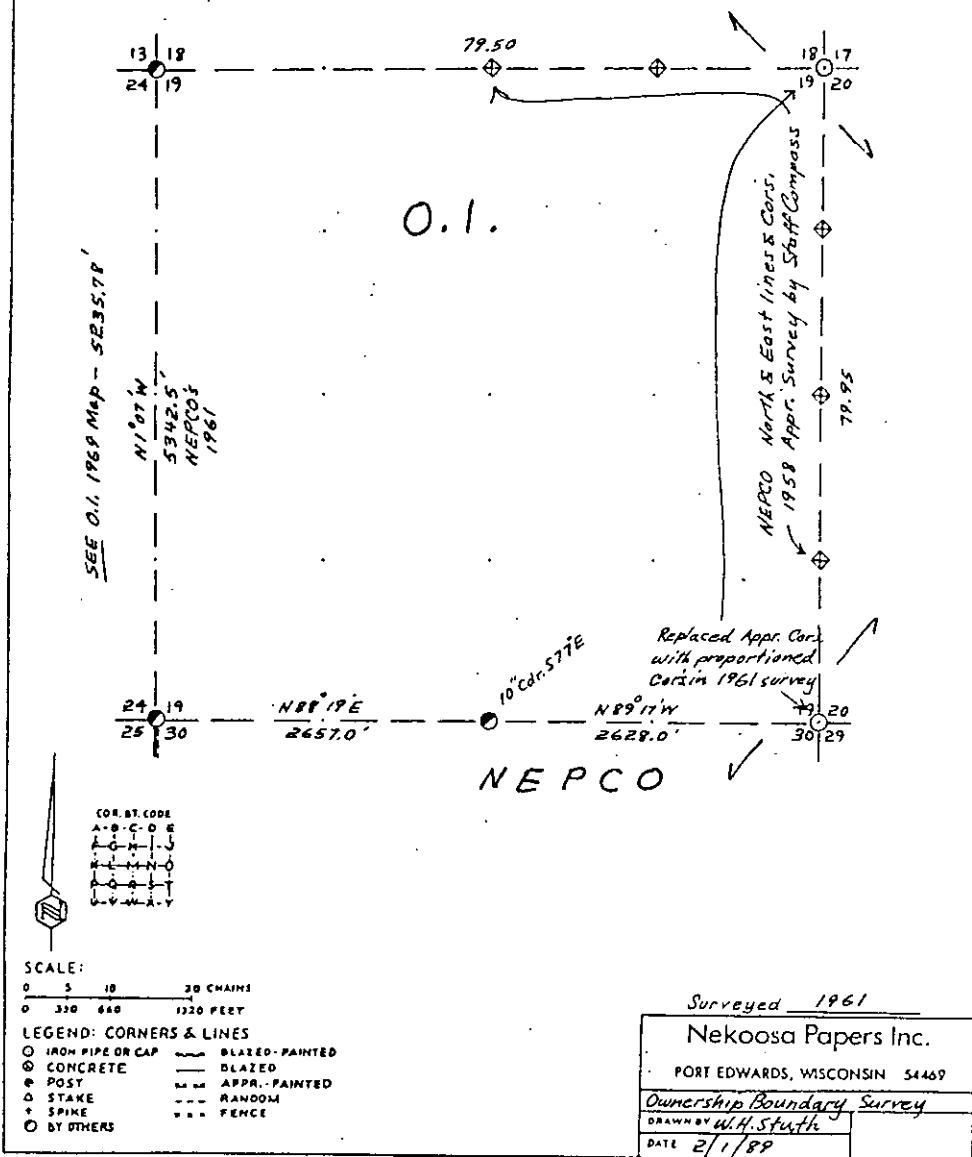 79.50
13 18
24 19
18 17
19 20
O.I.
SEE O.I. 1969 Map - 5235.78'
N1°07'W
5342.5'
NEPCO's
1961
NEPCO North & East lines & Cors.
1958 Appr. Survey by Staff Compass
79.95
Replaced Appr. Cors.
with proportioned
Cors in 1961 survey
10" Cdr. S77°E
24 19
25 30
N88°19'E
2657.0'
N89°17'W
2628.0'
19 20
30 29
NEPCO
COR. BT. CODE
A-B-C-D-E
F-G-H-I-J
K-L-M-N-O
P-Q-R-S-T
U-V-W-X-Y
SCALE:
0 5 10 20 CHAINS
0 330 660 1320 FEET
LEGEND: CORNERS & LINES
IRON PIPE OR CAP BLAZED-PAINTED
CONCRETE BLAZED
POST APPR.-PAINTED
STAKE RANDOM
SPIKE FENCE
BY OTHERS
Surveyed 1961
Nekoosa Papers Inc.
PORT EDWARDS, WISCONSIN 54469
Ownership Boundary Survey
DRAWN BY W.H. Stuth
DATE 2/1/89